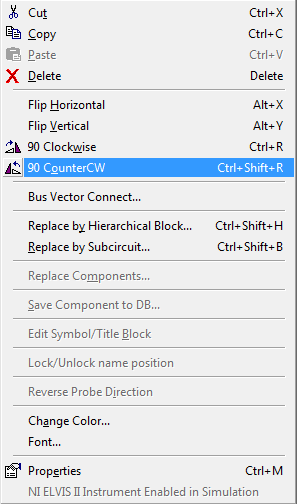 Cut Ctrl+X
Copy Ctrl+C
Paste Ctrl+V
Delete Delete
Flip Horizontal Alt+X
Flip Vertical Alt+Y
90 Clockwise Ctrl+R
90 CounterCW Ctrl+Shift+R
Bus Vector Connect...
Replace by Hierarchical Block... Ctrl+Shift+H
Replace by Subcircuit... Ctrl+Shift+B
Replace Components...
Save Component to DB...
Edit Symbol/Title Block
Lock/Unlock name position
Reverse Probe Direction
Change Color...
Font...
Properties Ctrl+M
NI ELVIS II Instrument Enabled in Simulation